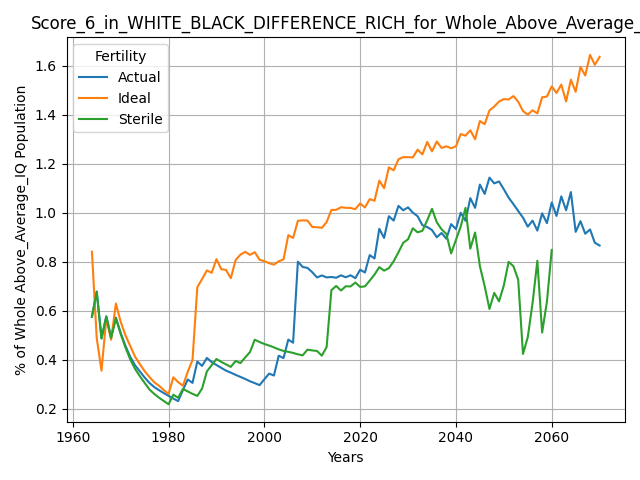 Score_6_in_WHITE_BLACK_DIFFERENCE_RICH_for_Whole_Above_Average_
Fertility
Actual
Ideal
Sterile
% of Whole Above_Average_IQ Population
1.6
1.4
1.2
1.0
0.8
0.6
0.4
0.2
1960 1980 2000 2020 2040 2060
Years